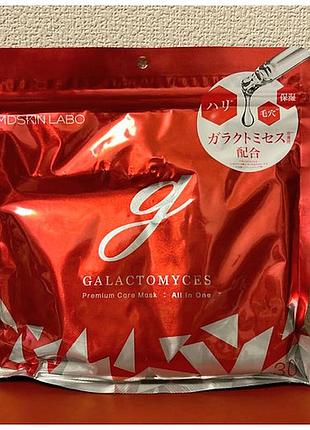 MDSKIN LABO
ハリ
毛穴
保湿
ガラクトミセス
配合
g
GALACTOMYCES
Premium Care Mask : All in One
30